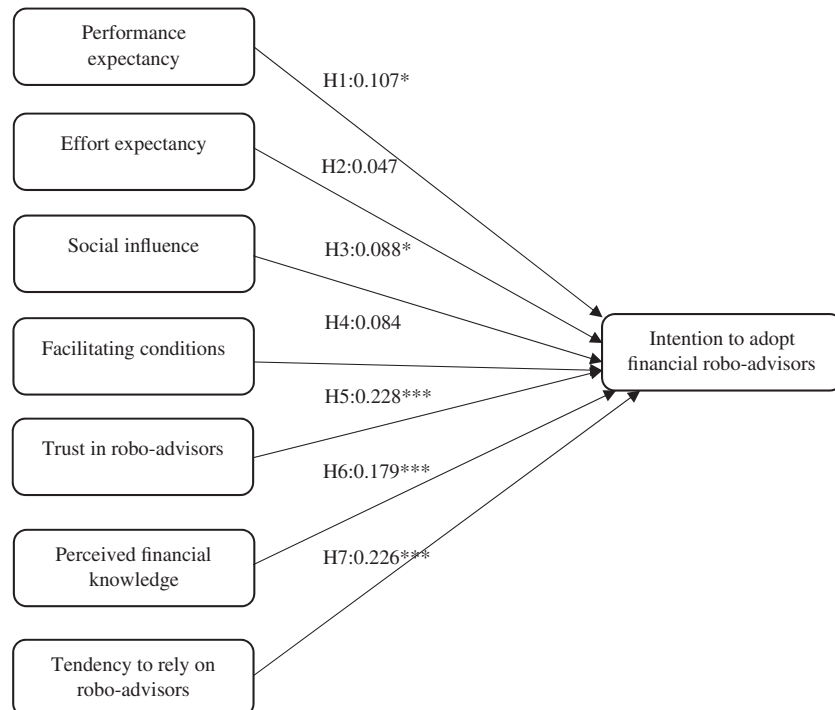 Performance
expectancy
H1:0.107*
Effort expectancy
H2:0.047
Social influence
H3:0.088*
H4:0.084
Facilitating conditions
Intention to adopt
financial robo-advisors
H5:0.228***
Trust in robo-advisors
H6:0.179***
Perceived financial
knowledge
H7:0.226***
Tendency to rely on
robo-advisors